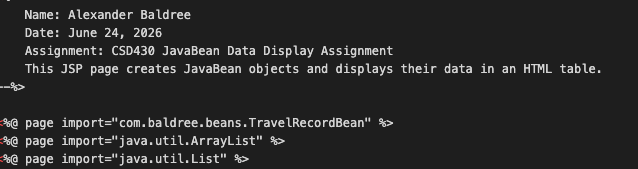 Name: Alexander Baldree
Date: June 24, 2026
Assignment: CSD430 JavaBean Data Display Assignment
This JSP page creates JavaBean objects and displays their data in an HTML table.
--%>
<%@ page import="com.baldree.beans.TravelRecordBean" %>
<%@ page import="java.util.ArrayList" %>
<%@ page import="java.util.List" %>